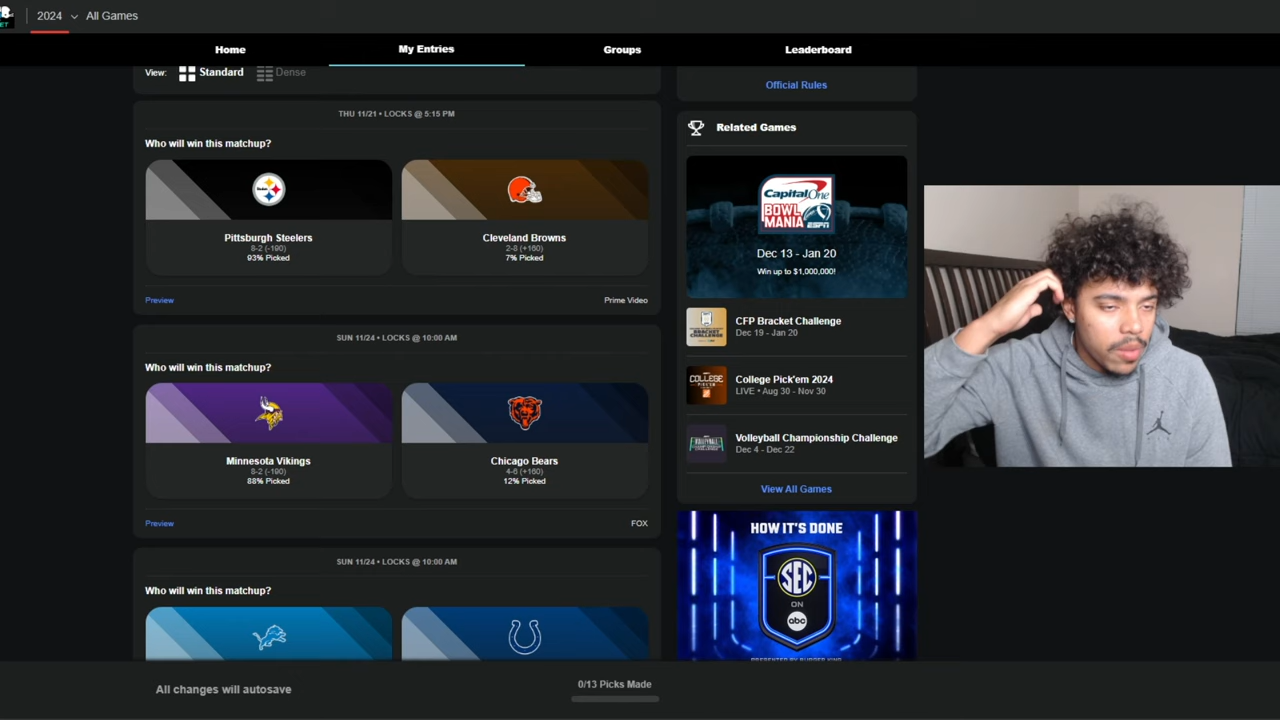 2024
All Games
Home
My Entries
Groups
Leaderboard
View:
Standard
Dense
THU 11/21 • LOCKS @ 5:15 PM
Who will win this matchup?
Pittsburgh Steelers
8-2 (-190)
93% Picked
Cleveland Browns
2-8 (+160)
7% Picked
Preview
Prime Video
SUN 11/24 • LOCKS @ 10:00 AM
Who will win this matchup?
Minnesota Vikings
8-2 (-190)
88% Picked
Chicago Bears
4-6 (+160)
12% Picked
Preview
FOX
SUN 11/24 • LOCKS @ 10:00 AM
Who will win this matchup?
All changes will autosave
0/13 Picks Made
Official Rules
Related Games
Capital One
BOWL
MANIA
ESPN
Dec 13 - Jan 20
Win up to $1,000,000!
CFP Bracket Challenge
Dec 19 - Jan 20
College Pick'em 2024
LIVE • Aug 30 - Nov 30
Volleyball Championship Challenge
Dec 4 - Dec 22
View All Games
HOW IT'S DONE
SEC
ON
abc